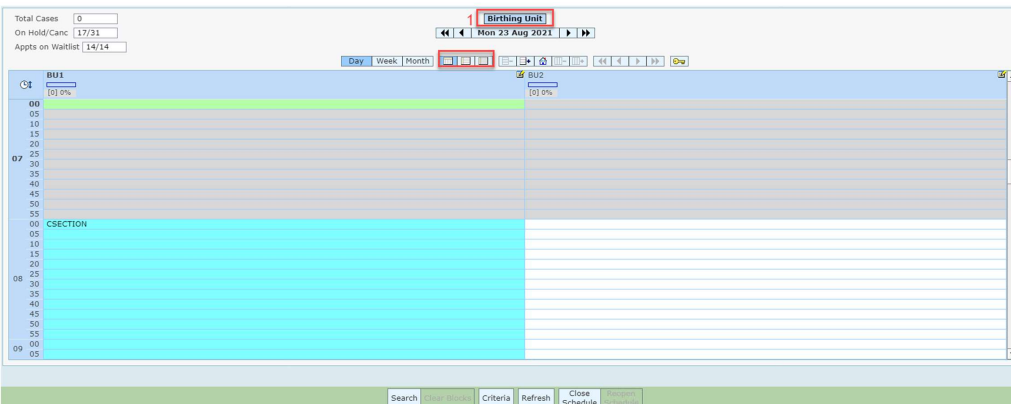 Total Cases 0
1 Birthing Unit
On Hold/Canc 17/31
Mon 23 Aug 2021
Appts on Waitlist 14/14
Day Week Month
BU1 BU2
[0] 0% [0] 0%
00
05
10
15
20
07 25
30
35
40
45
50
55
00 CSECTION
05
10
15
20
08 25
30
35
40
45
50
55
09 00
05
Search Clear Blocks Criteria Refresh Close Schedule Reopen Schedule